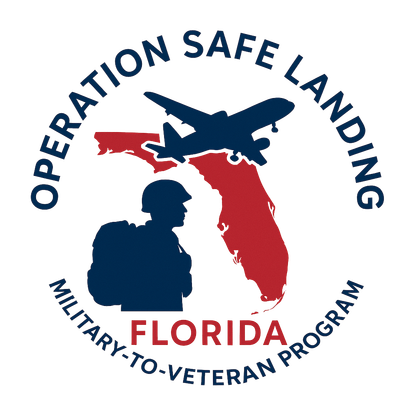 OPERATION SAFE LANDING
FLORIDA
MILITARY-TO-VETERAN PROGRAM